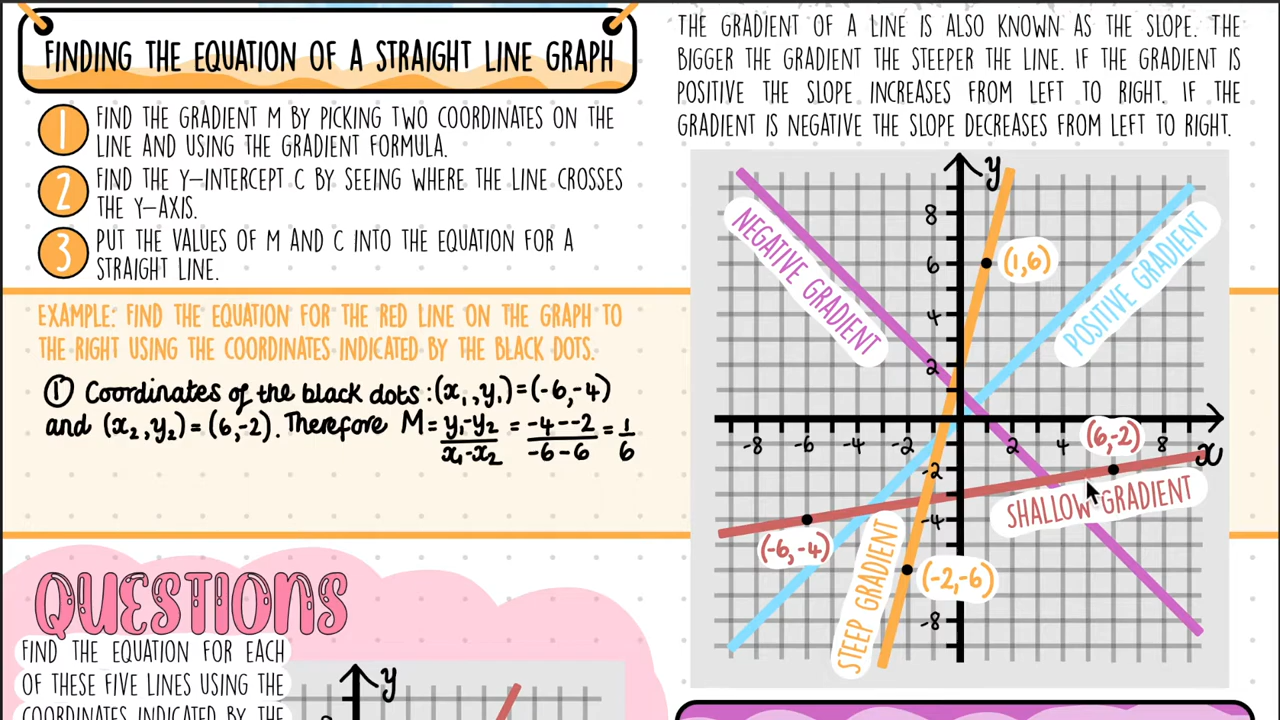 FINDING THE EQUATION OF A STRAIGHT LINE GRAPH
1 FIND THE GRADIENT M BY PICKING TWO COORDINATES ON THE
LINE AND USING THE GRADIENT FORMULA.
2 FIND THE Y-INTERCEPT C BY SEEING WHERE THE LINE CROSSES
THE Y-AXIS.
3 PUT THE VALUES OF M AND C INTO THE EQUATION FOR A
STRAIGHT LINE.
EXAMPLE: FIND THE EQUATION FOR THE RED LINE ON THE GRAPH TO
THE RIGHT USING THE COORDINATES INDICATED BY THE BLACK DOTS.
① Coordinates of the black dots: (x₁,y₁)=(-6,-4)
and (x₂,y₂)=(6,-2). Therefore M = y₁-y₂ / x₁-x₂ = -4--2 / -6-6 = 1/6
QUESTIONS
FIND THE EQUATION FOR EACH
OF THESE FIVE LINES USING THE
COORDINATES INDICATED BY THE
y
THE GRADIENT OF A LINE IS ALSO KNOWN AS THE SLOPE. THE
BIGGER THE GRADIENT THE STEEPER THE LINE. IF THE GRADIENT IS
POSITIVE THE SLOPE INCREASES FROM LEFT TO RIGHT. IF THE
GRADIENT IS NEGATIVE THE SLOPE DECREASES FROM LEFT TO RIGHT.
y
8
6
4
2
-8 -6 -4 -2 2 4 8
x
-2
-4
-8
NEGATIVE GRADIENT
POSITIVE GRADIENT
(1,6)
(6,-2)
SHALLOW GRADIENT
(-6,-4)
STEEP GRADIENT
(-2,-6)